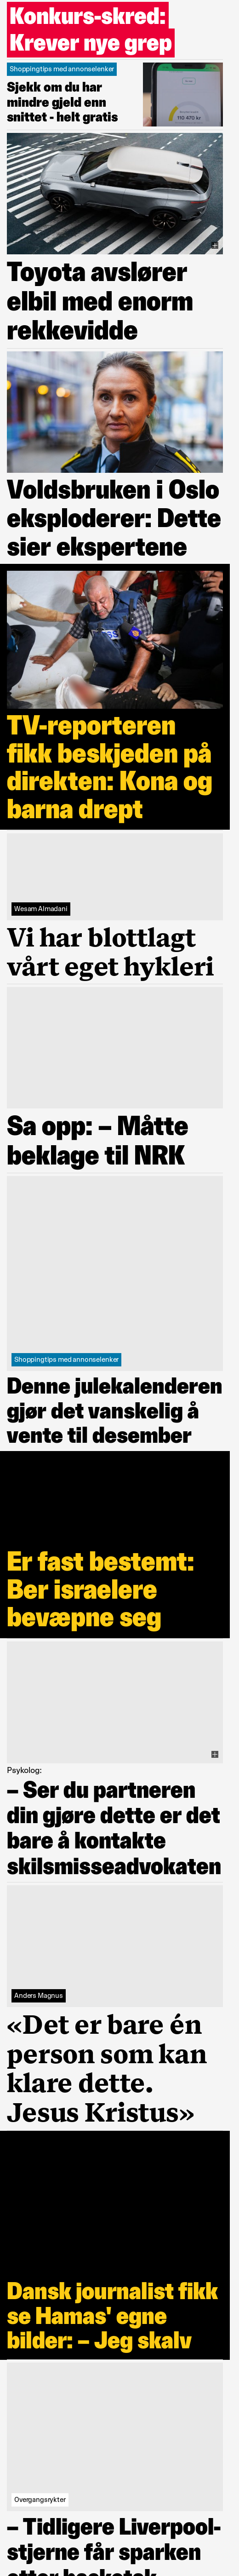 Konkurs-skred:
Krever nye grep
Shoppingtips med annonselenker
Sjekk om du har
mindre gjeld enn
snittet - helt gratis
110 470 kr
Toyota avslører
elbil med enorm
rekkevidde
Voldsbruken i Oslo
eksploderer: Dette
sier ekspertene
TV-reporteren
fikk beskjeden på
direkten: Kona og
barna drept
Wesam Almadani
Vi har blottlagt
vårt eget hykleri
Sa opp: – Måtte
beklage til NRK
Shoppingtips med annonselenker
Denne julekalenderen
gjør det vanskelig å
vente til desember
Er fast bestemt:
Ber israelere
bevæpne seg
Psykolog:
– Ser du partneren
din gjøre dette er det
bare å kontakte
skilsmisseadvokaten
Anders Magnus
«Det er bare én
person som kan
klare dette.
Jesus Kristus»
Dansk journalist fikk
se Hamas' egne
bilder: – Jeg skalv
Overgangsrykter
– Tidligere Liverpool-
stjerne får sparken